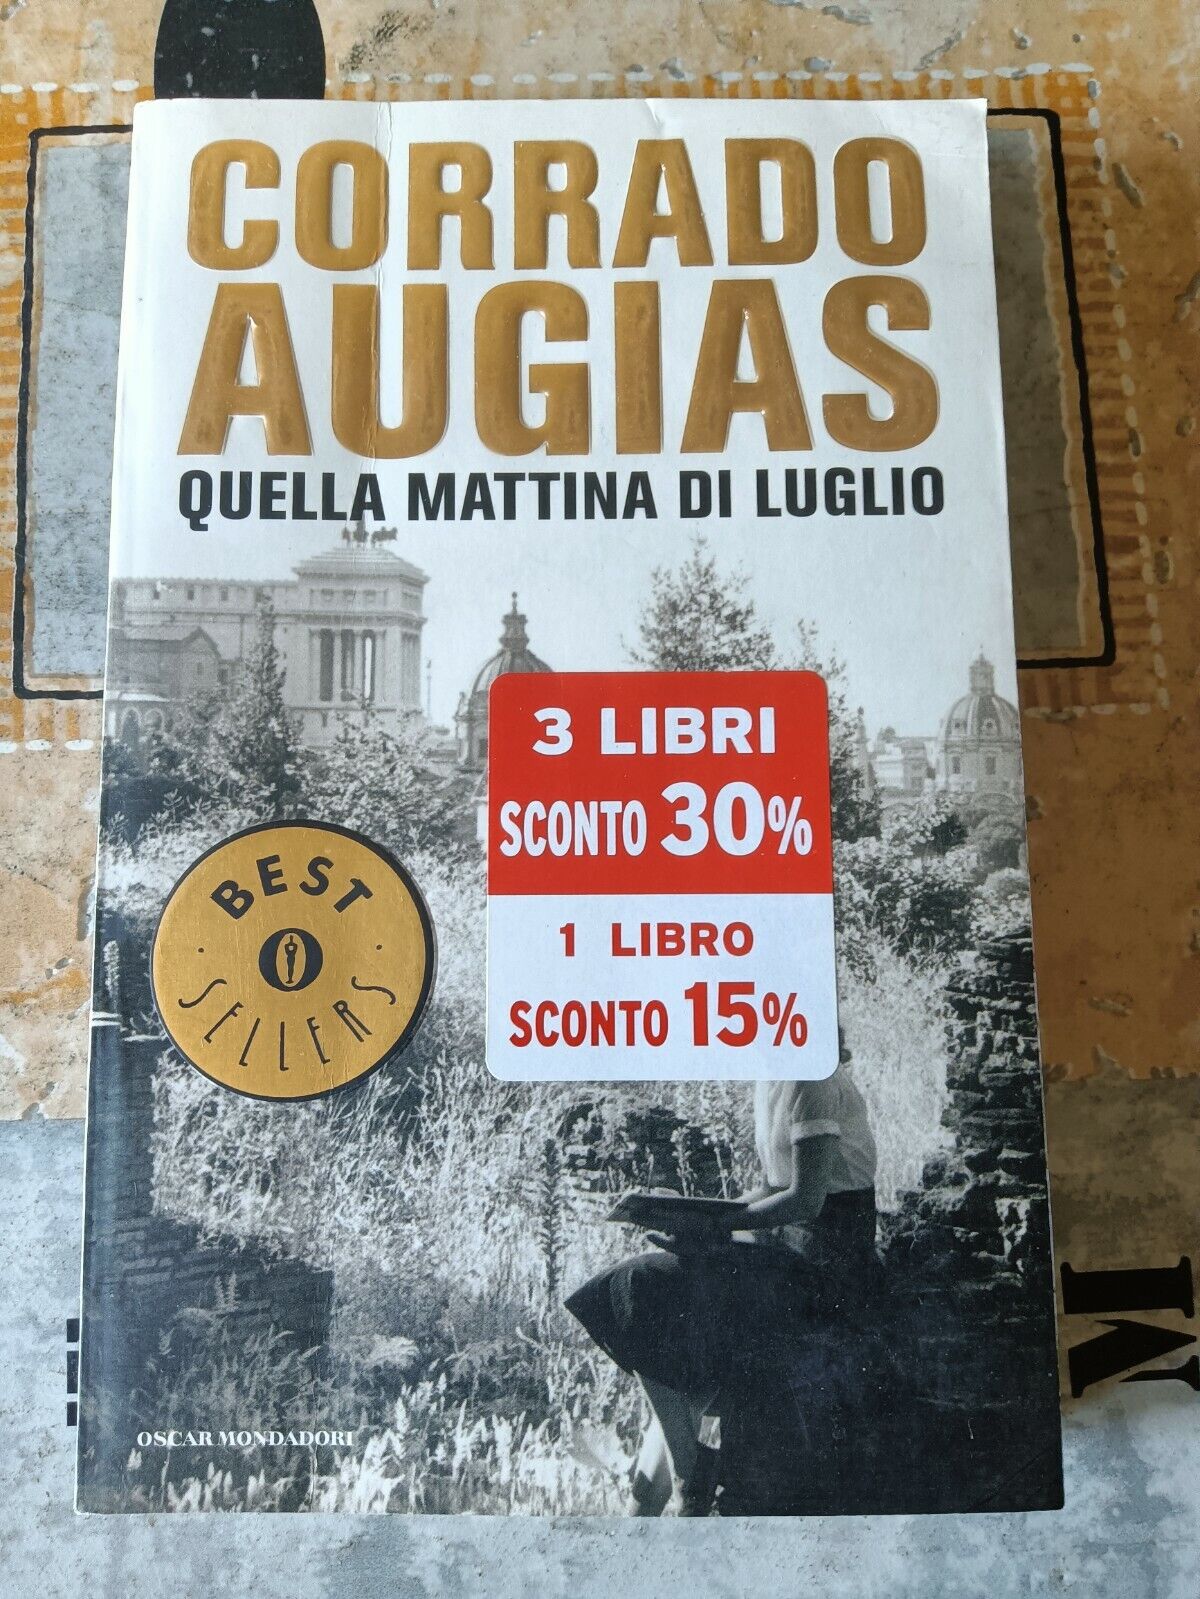 CORRADO
AUGIAS
QUELLA MATTINA DI LUGLIO
3 LIBRI
SCONTO 30%
1 LIBRO
SCONTO 15%
BEST
O
SELLERS
OSCAR MONDADORI
M